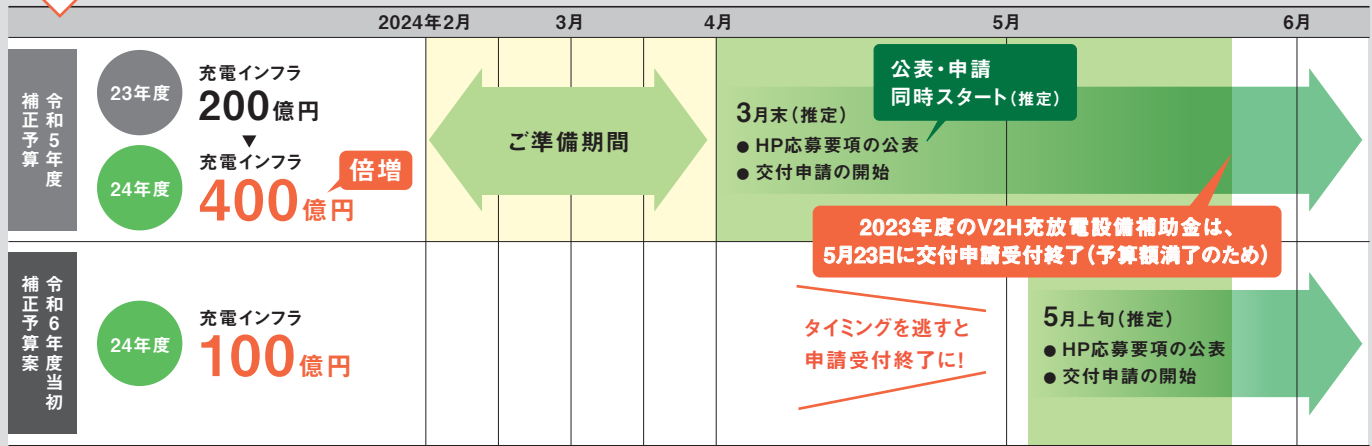 2024年2月
3月
4月
5月
6月
令和5年度
補正予算
23年度
充電インフラ
200億円
▼
24年度
充電インフラ
400億円
倍増
ご準備期間
公表・申請
同時スタート(推定)
3月末(推定)
● HP応募要項の公表
● 交付申請の開始
2023年度のV2H充放電設備補助金は、
5月23日に交付申請受付終了(予算額満了のため)
令和6年度当初
補正予算案
24年度
充電インフラ
100億円
タイミングを逃すと
申請受付終了に!
5月上旬(推定)
● HP応募要項の公表
● 交付申請の開始